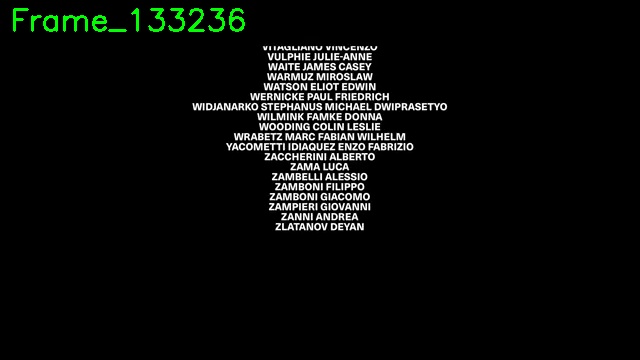 Frame_133236
VITAGLIANO VINCENZO
VULPHIE JULIE-ANNE
WAITE JAMES CASEY
WARMUZ MIROSLAW
WATSON ELIOT EDWIN
WERNICKE PAUL FRIEDRICH
WIDJANARKO STEPHANUS MICHAEL DWIPRASETYO
WILMINK FAMKE DONNA
WOODING COLIN LESLIE
WRABETZ MARC FABIAN WILHELM
YACOMETTI IDIAQUEZ ENZO FABRIZIO
ZACCHERINI ALBERTO
ZAMA LUCA
ZAMBELLI ALESSIO
ZAMBONI FILIPPO
ZAMBONI GIACOMO
ZAMPIERI GIOVANNI
ZANNI ANDREA
ZLATANOV DEYAN